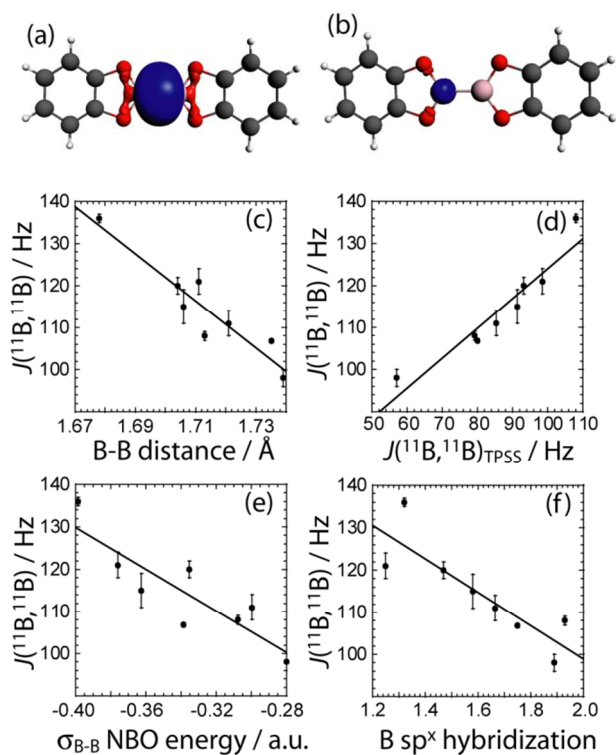 (a)
(b)
140
130
120
110
100
J(¹¹B,¹¹B) / Hz
(c)
1.67
1.69
1.71
1.73
B-B distance / Å
140
130
120
110
100
J(¹¹B,¹¹B) / Hz
(d)
50 60 70 80 90 100 110
J(¹¹B,¹¹B)TPSS / Hz
140
130
120
110
100
J(¹¹B,¹¹B) / Hz
(e)
-0.40
-0.36
-0.32
-0.28
σB-B NBO energy / a.u.
140
130
120
110
100
J(¹¹B,¹¹B) / Hz
(f)
1.2
1.4
1.6
1.8
2.0
B spˣ hybridization